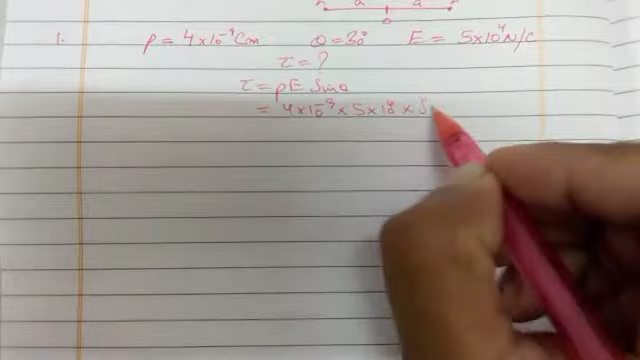 a a
1. p = 4×10⁻⁹ Cm θ = 30° E = 5×10⁴ N/C
τ = ?
τ = pE Sinθ
= 4×10⁻⁹ × 5×10⁴ × S